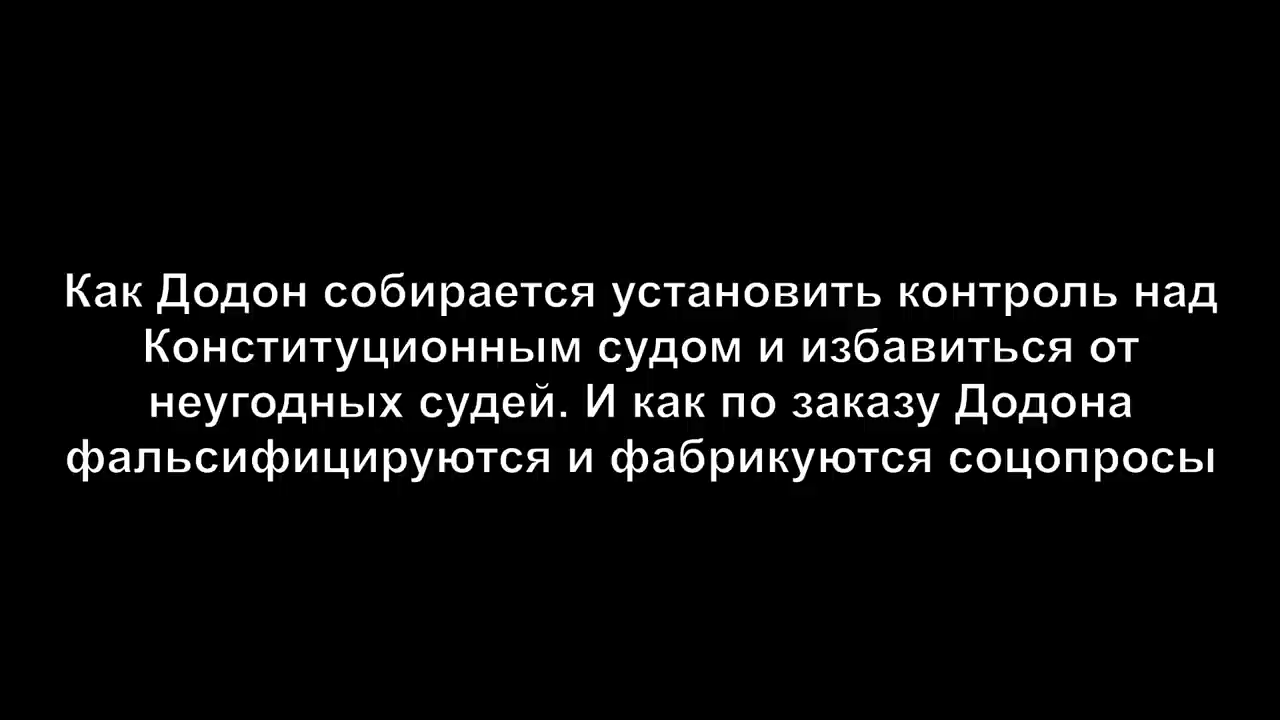 Как Додон собирается установить контроль над
Конституционным судом и избавиться от
неугодных судей. И как по заказу Додона
фальсифицируются и фабрикуются соцопросы